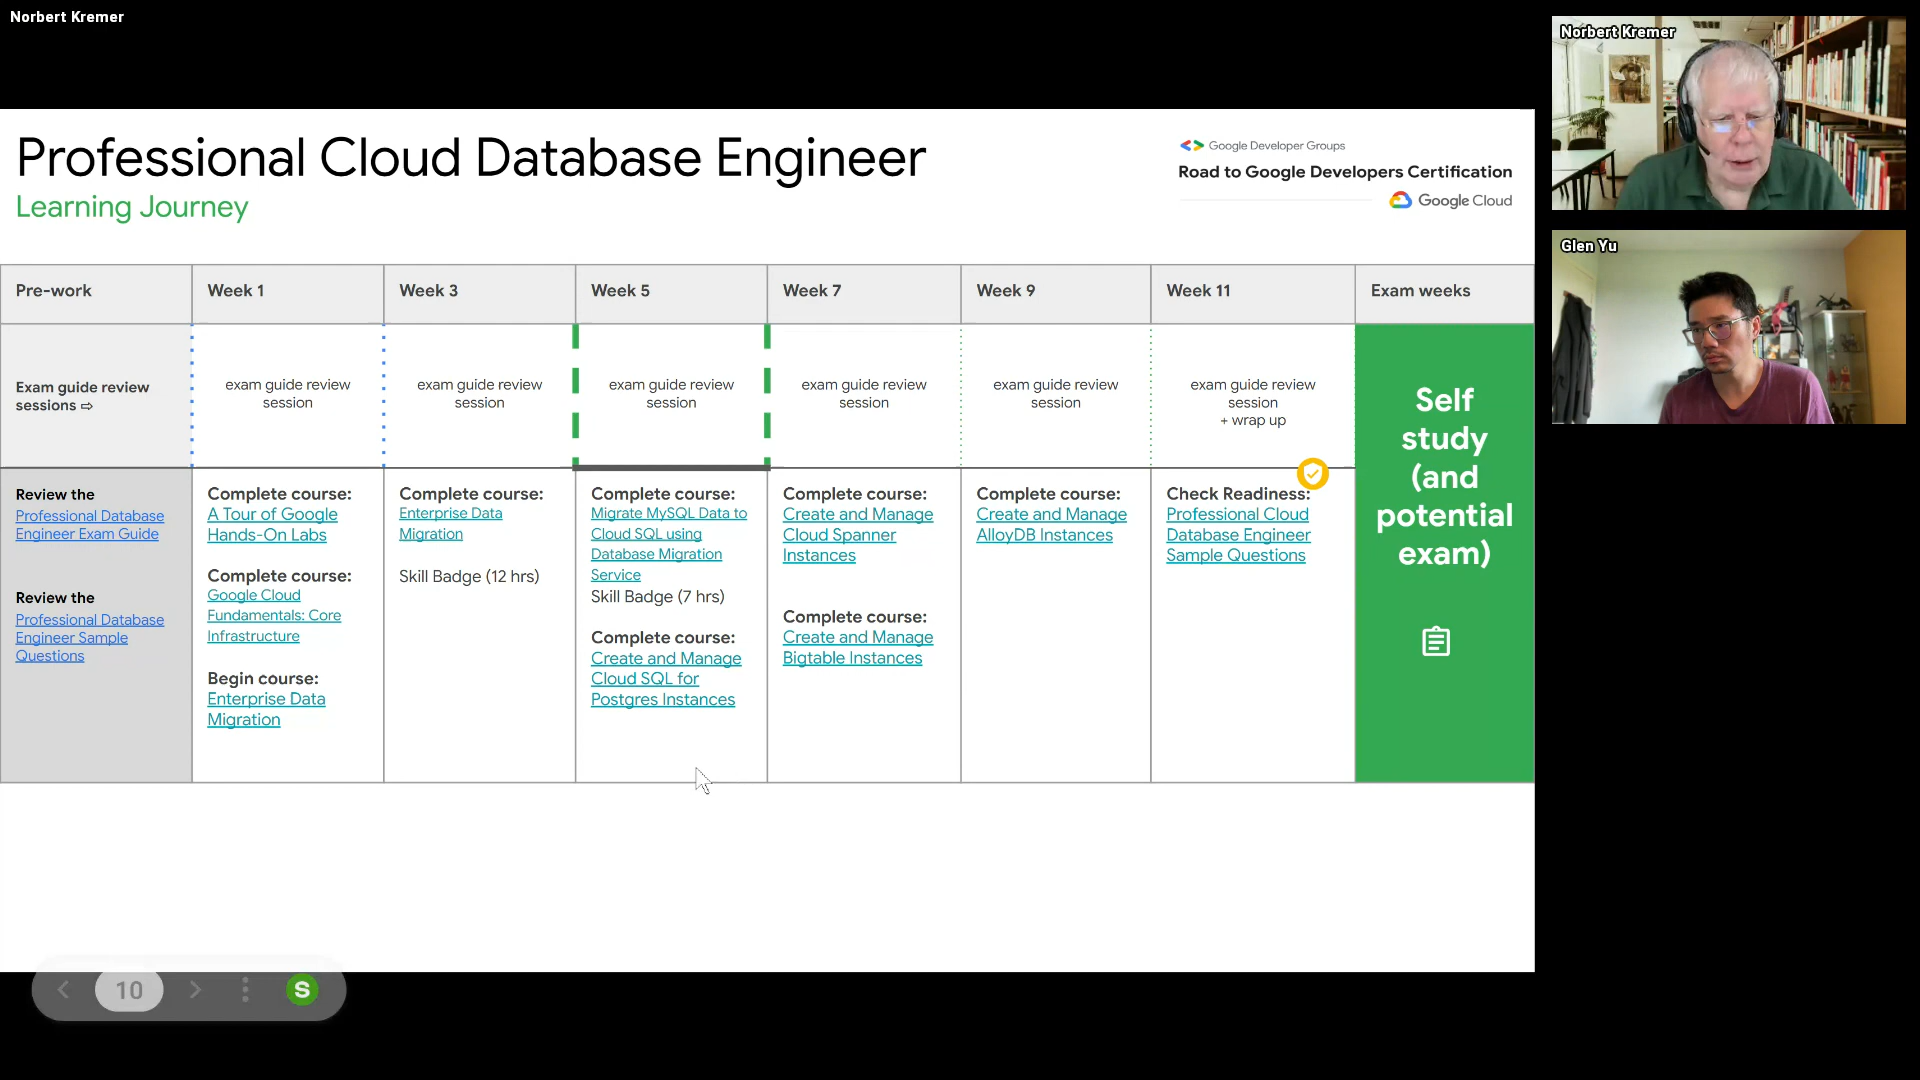 Norbert Kremer
Norbert Kremer
Glen Yu
Professional Cloud Database Engineer
Learning Journey
Google Developer Groups
Road to Google Developers Certification
Google Cloud
Pre-work
Week 1
Week 3
Week 5
Week 7
Week 9
Week 11
Exam weeks
Exam guide review
sessions ⇨
exam guide review
session
exam guide review
session
exam guide review
session
exam guide review
session
exam guide review
session
exam guide review
session
+ wrap up
Self
study
(and
potential
exam)
Review the
Professional Database
Engineer Exam Guide
Review the
Professional Database
Engineer Sample
Questions
Complete course:
A Tour of Google
Hands-On Labs
Complete course:
Google Cloud
Fundamentals: Core
Infrastructure
Begin course:
Enterprise Data
Migration
Complete course:
Enterprise Data
Migration
Skill Badge (12 hrs)
Complete course:
Migrate MySQL Data to
Cloud SQL using
Database Migration
Service
Skill Badge (7 hrs)
Complete course:
Create and Manage
Cloud SQL for
Postgres Instances
Complete course:
Create and Manage
Cloud Spanner
Instances
Complete course:
Create and Manage
Bigtable Instances
Complete course:
Create and Manage
AlloyDB Instances
Check Readiness:
Professional Cloud
Database Engineer
Sample Questions
10
S